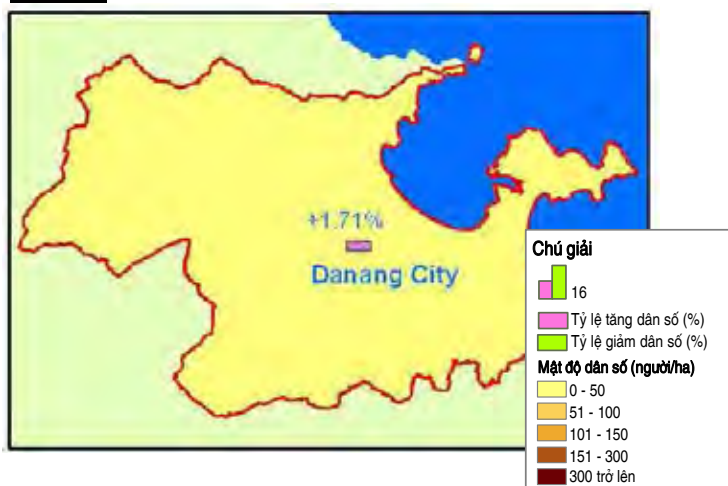 +1.71%
Danang City
Chú giải
16
Tỷ lệ tăng dân số (%)
Tỷ lệ giảm dân số (%)
Mật độ dân số (người/ha)
0 - 50
51 - 100
101 - 150
151 - 300
300 trở lên